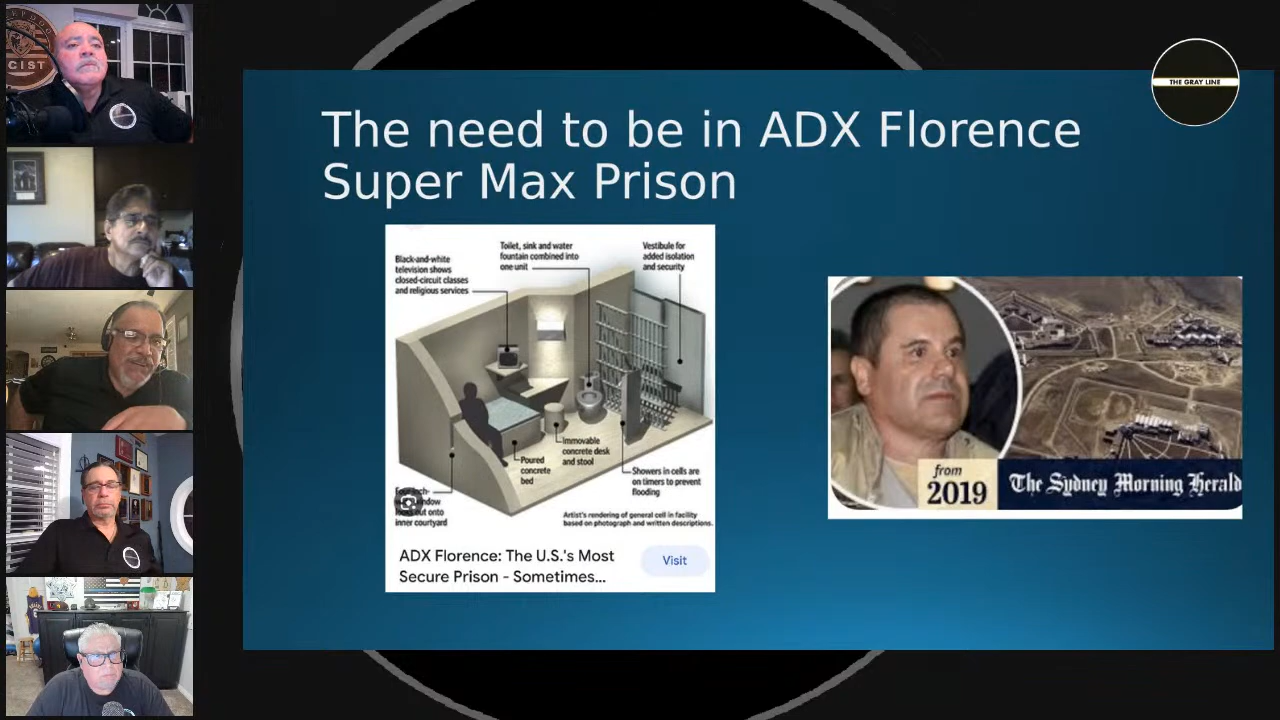 CIST
THE GRAY LINE
The need to be in ADX Florence
Super Max Prison
Black-and-white
television shows
closed-circuit classes
and religious services
Toilet, sink and water
fountain combined into
one unit
Vestibule for
added isolation
and security
Immovable
concrete desk
and stool
Poured
concrete
bed
Showers in cells are
on timers to prevent
flooding
inner courtyard
Artist's rendering of general cell in facility
based on photograph and written descriptions.
ADX Florence: The U.S.'s Most
Secure Prison - Sometimes...
Visit
from
2019
The Sydney Morning Herald